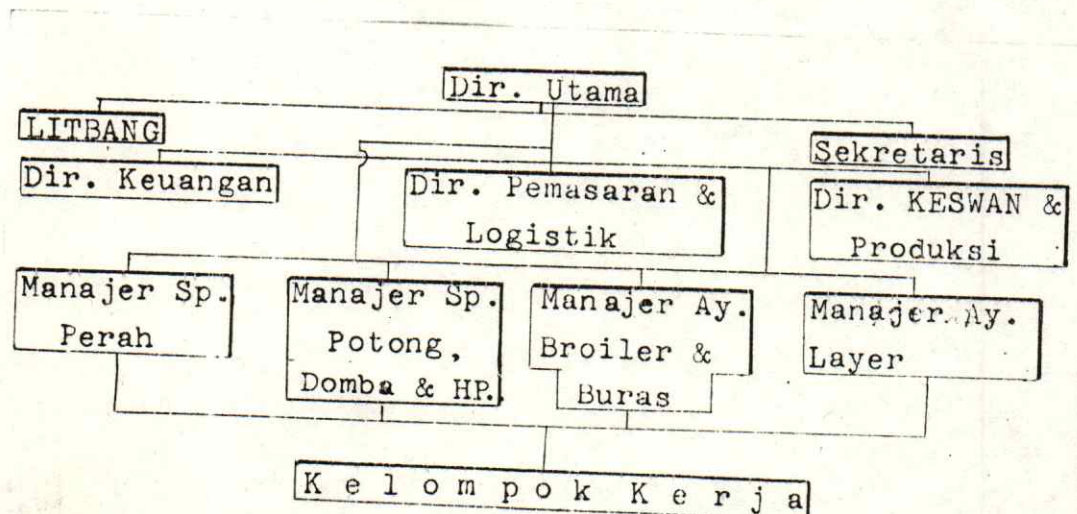 Dir. Utama
LITBANG
Sekretaris
Dir. Keuangan
Dir. Pemasaran &
Logistik
Dir. KESWAN &
Produksi
Manajer Sp.
Perah
Manajer Sp.
Potong,
Domba & HP.
Manajer Ay.
Broiler &
Buras
Manajer Ay.
Layer
K e l o m p o k K e r j a